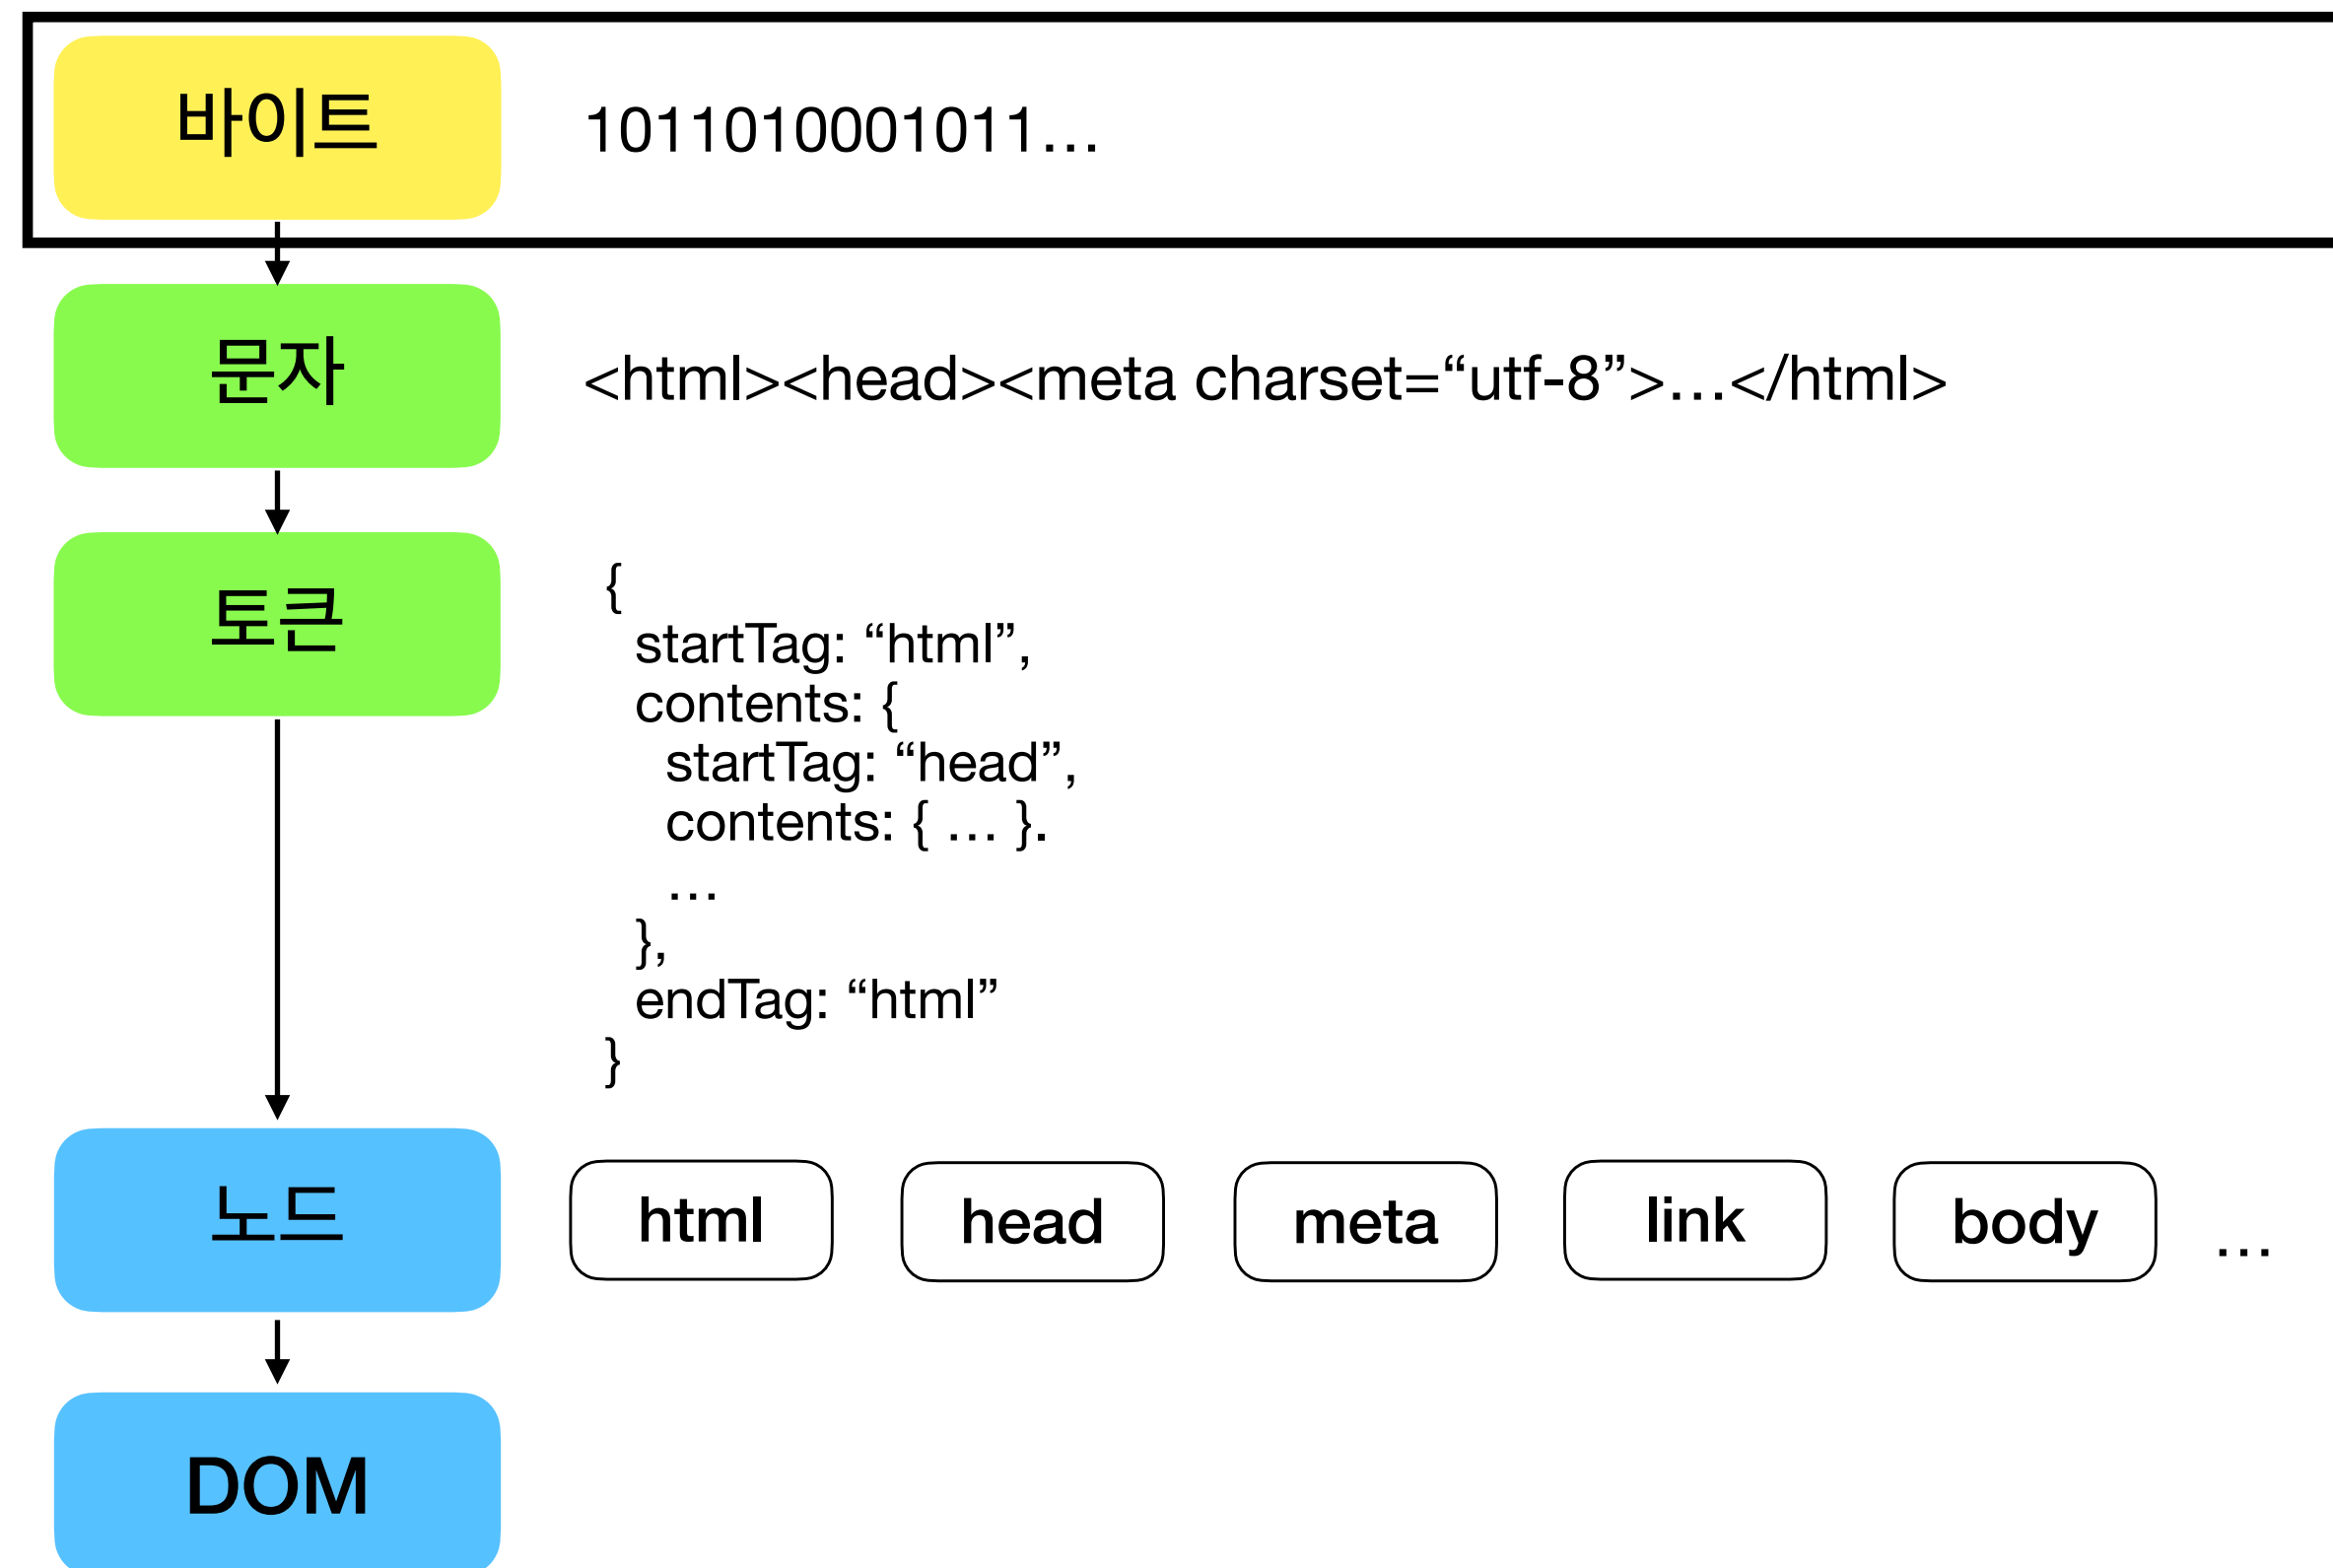 바이트
1011010001011…
문자
<html><head><meta charset=“utf-8”>…</html>
토큰
{
startTag: “html”,
contents: {
startTag: “head”,
contents: { … }.
…
},
endTag: “html”
}
노드
html head meta link body …
DOM